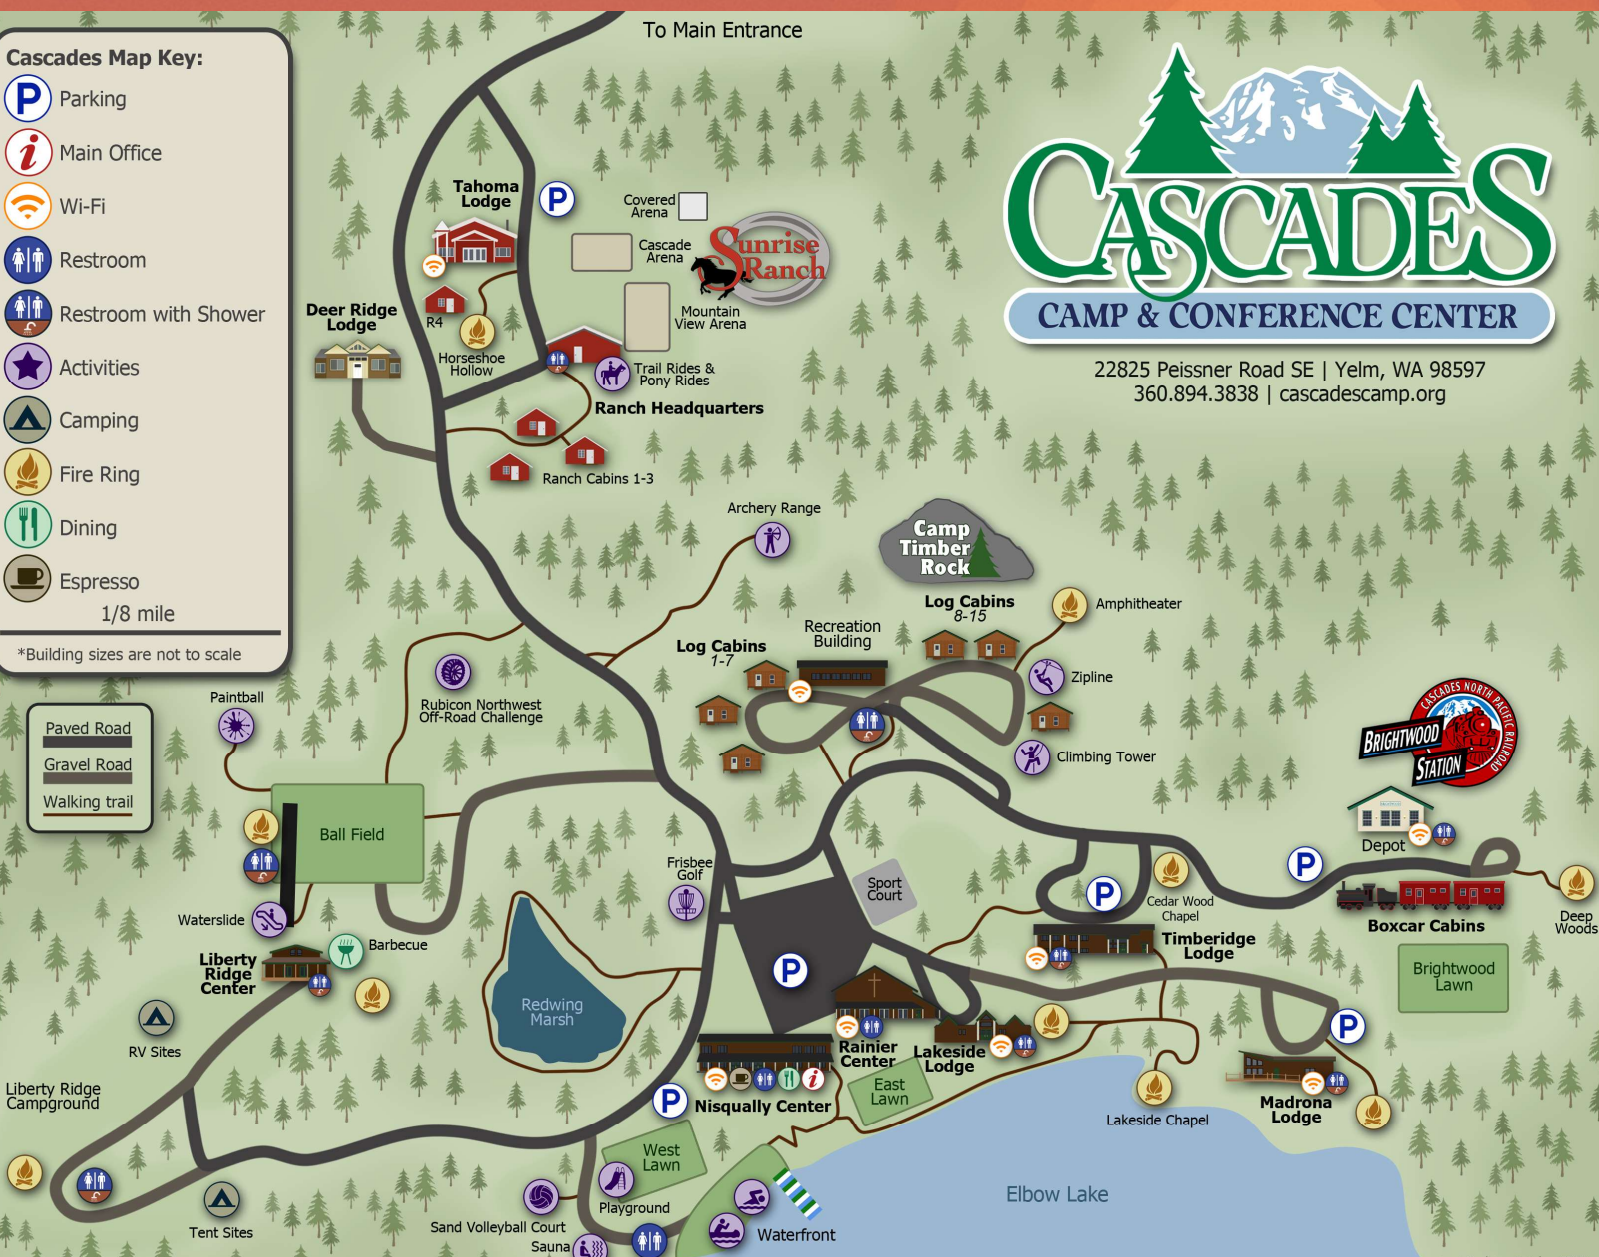 To Main Entrance
Cascades Map Key:
P Parking
i Main Office
Wi-Fi
Restroom
Restroom with Shower
Activities
Camping
Fire Ring
Dining
Espresso
1/8 mile
*Building sizes are not to scale
Paved Road
Gravel Road
Walking trail
CASCADES
CAMP & CONFERENCE CENTER
22825 Peissner Road SE | Yelm, WA 98597
360.894.3838 | cascadescamp.org
Tahoma
Lodge
P
Covered
Arena
Cascade
Arena
Sunrise
Ranch
Mountain
View Arena
R4
Horseshoe
Hollow
Deer Ridge
Lodge
Trail Rides &
Pony Rides
Ranch Headquarters
Ranch Cabins 1-3
Archery Range
Camp
Timber
Rock
Log Cabins
8-15
Amphitheater
Recreation
Building
Log Cabins
1-7
Zipline
Climbing Tower
Rubicon Northwest
Off-Road Challenge
Paintball
Ball Field
Waterslide
Barbecue
Liberty
Ridge
Center
RV Sites
Liberty Ridge
Campground
Tent Sites
Redwing
Marsh
Frisbee
Golf
Sport
Court
P
P
P
CASCADES NORTH PACIFIC RAILROAD
BRIGHTWOOD
STATION
Depot
Boxcar Cabins
Deep
Woods
Brightwood
Lawn
Cedar Wood
Chapel
Timberidge
Lodge
Rainier
Center
Lakeside
Lodge
i
Nisqually Center
P
East
Lawn
West
Lawn
Playground
Sand Volleyball Court
Sauna
Waterfront
Elbow Lake
Lakeside Chapel
P
Madrona
Lodge